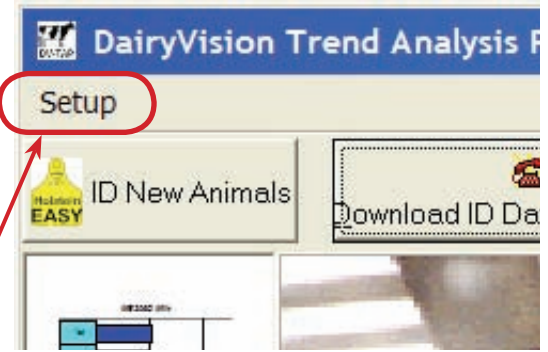 DairyVision Trend Analysis
Setup
Holstein
EASY
ID New Animals
Download ID Da